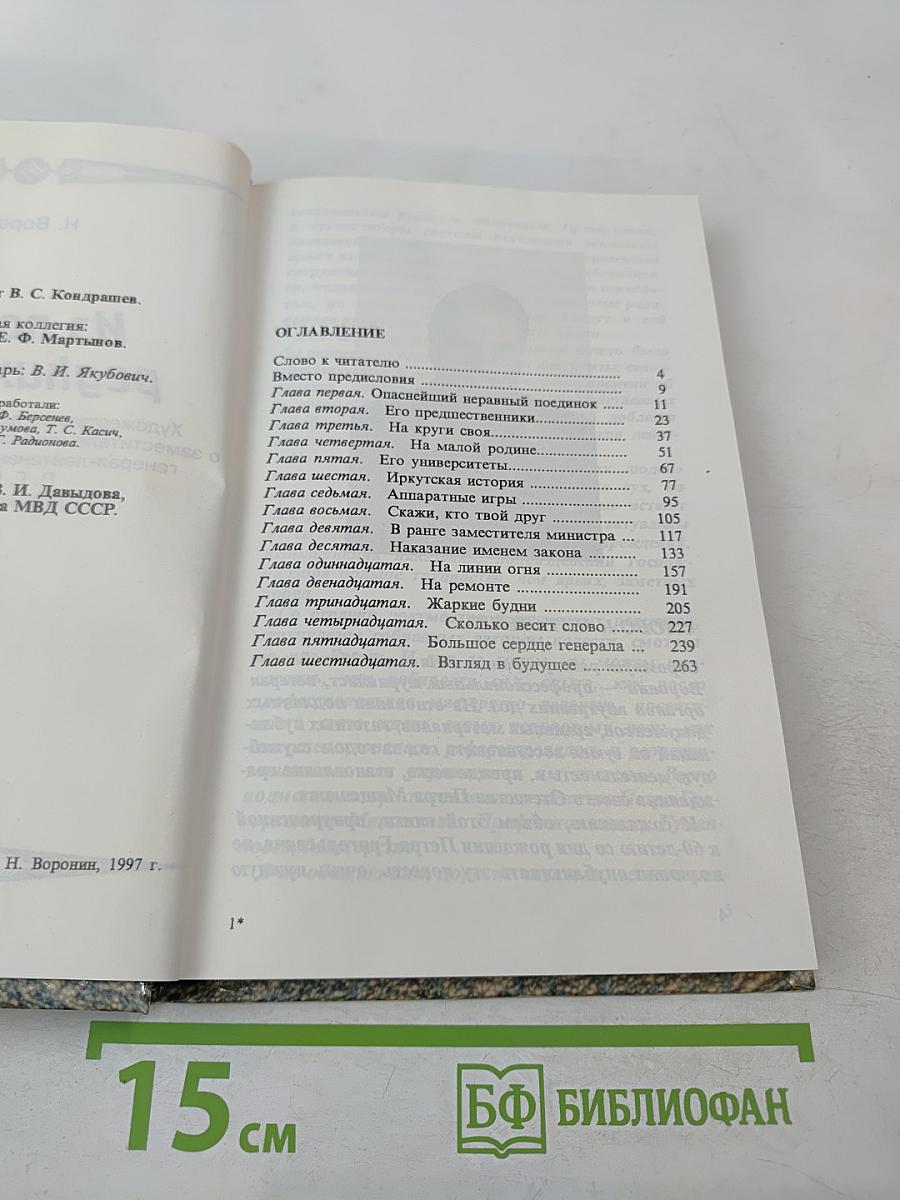 Н. Воро
г В. С. Кондрашев.
ая коллегия:
Е. Ф. Мартынов.
арь: В. И. Якубович.
работали:
Ф. Берсенев,
умова, Т. С. Касич,
Г. Радионова.
В. И. Давыдова,
а МВД СССР.
Н. Воронин, 1997 г.
ОГЛАВЛЕНИЕ
Слово к читателю 4
Вместо предисловия 9
Глава первая. Опаснейший неравный поединок 11
Глава вторая. Его предшественники 23
Глава третья. На круги своя 37
Глава четвертая. На малой родине 51
Глава пятая. Его университеты 67
Глава шестая. Иркутская история 77
Глава седьмая. Аппаратные игры 95
Глава восьмая. Скажи, кто твой друг 105
Глава девятая. В ранге заместителя министра 117
Глава десятая. Наказание именем закона 133
Глава одиннадцатая. На линии огня 157
Глава двенадцатая. На ремонте 191
Глава тринадцатая. Жаркие будни 205
Глава четырнадцатая. Сколько весит слово 227
Глава пятнадцатая. Большое сердце генерала 239
Глава шестнадцатая. Взгляд в будущее 263
1*
15 см
БФ БИБЛИОФАН